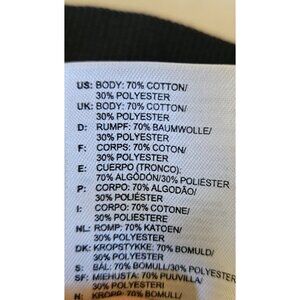 US: BODY: 70% COTTON/
30% POLYESTER
UK: BODY: 70% COTTON/
30% POLYESTER
D: RUMPF: 70% BAUMWOLLE/
30% POLYESTER
F: CORPS: 70% COTON/
30% POLYESTER
E: CUERPO (TRONCO):
70% ALGODÓN/30% POLIÉSTER
P: CORPO: 70% ALGODÃO/
30% POLIÉSTER
I: CORPO: 70% COTONE/
30% POLIESTERE
NL: ROMP: 70% KATOEN/
30% POLYESTER
DK: KROPSTYKKE: 70% BOMULD/
30% POLYESTER
S: BÅL: 70% BOMULL/30% POLYESTER
SF: MIEHUSTA: 70% PUUVILLA/
30% POLYESTERI
N: KROPP: 70% BOMULL/